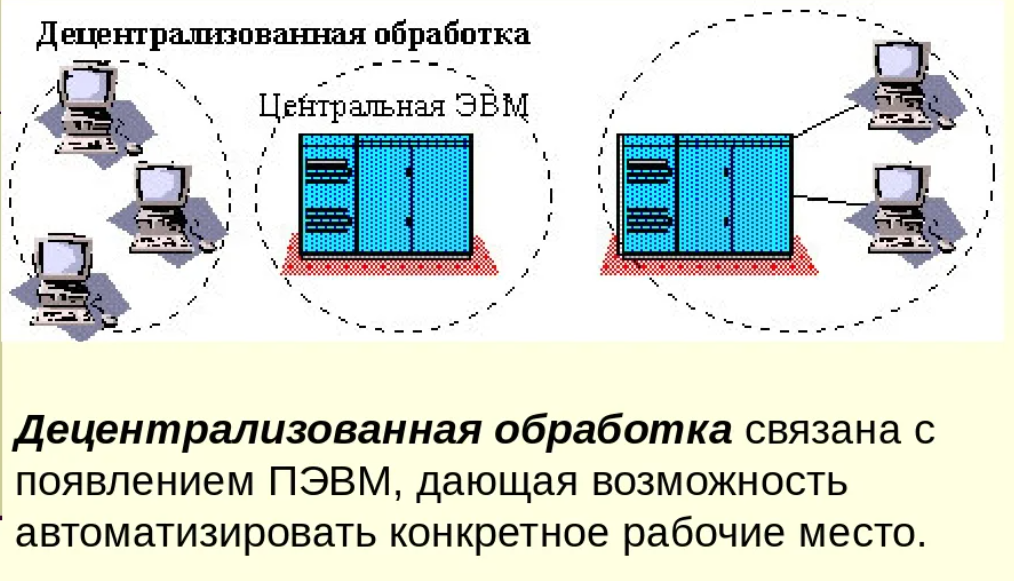 Децентрализованная обработка
Центральная ЭВМ
Децентрализованная обработка связана с
появлением ПЭВМ, дающая возможность
автоматизировать конкретное рабочие место.